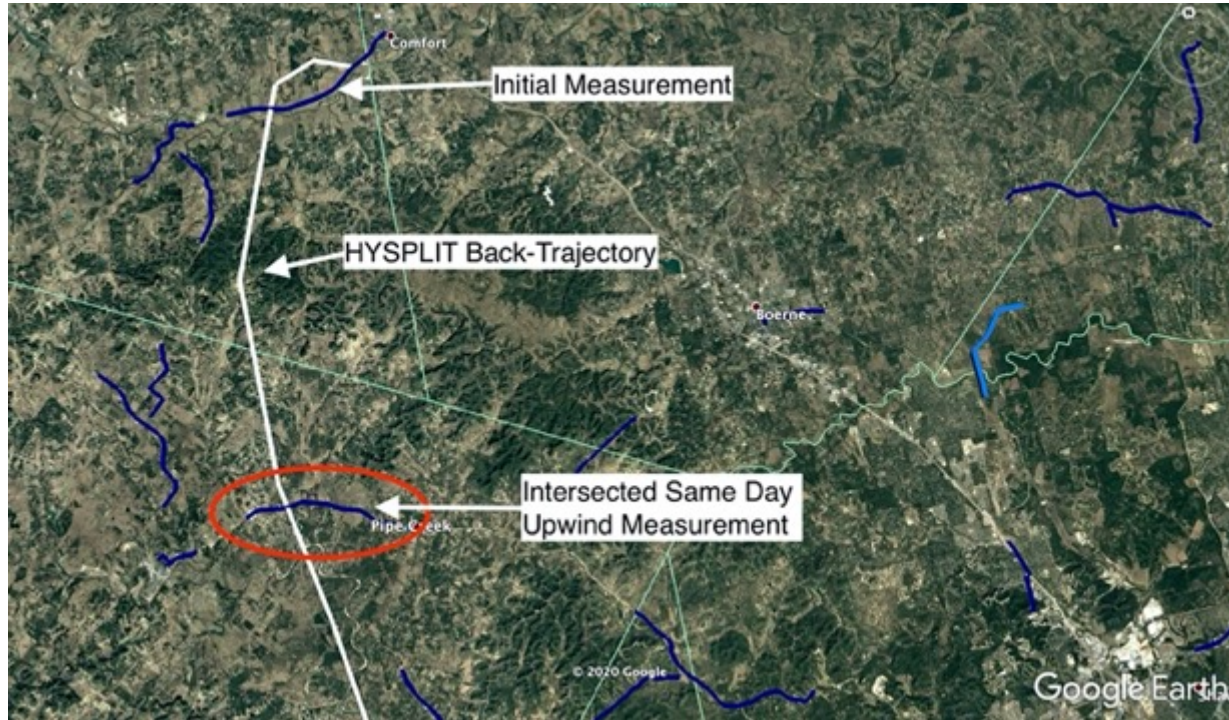 Comfort
Initial Measurement
HYSPLIT Back-Trajectory
Boerne
Intersected Same Day
Upwind Measurement
Pipe Creek
© 2020 Google
Google Earth